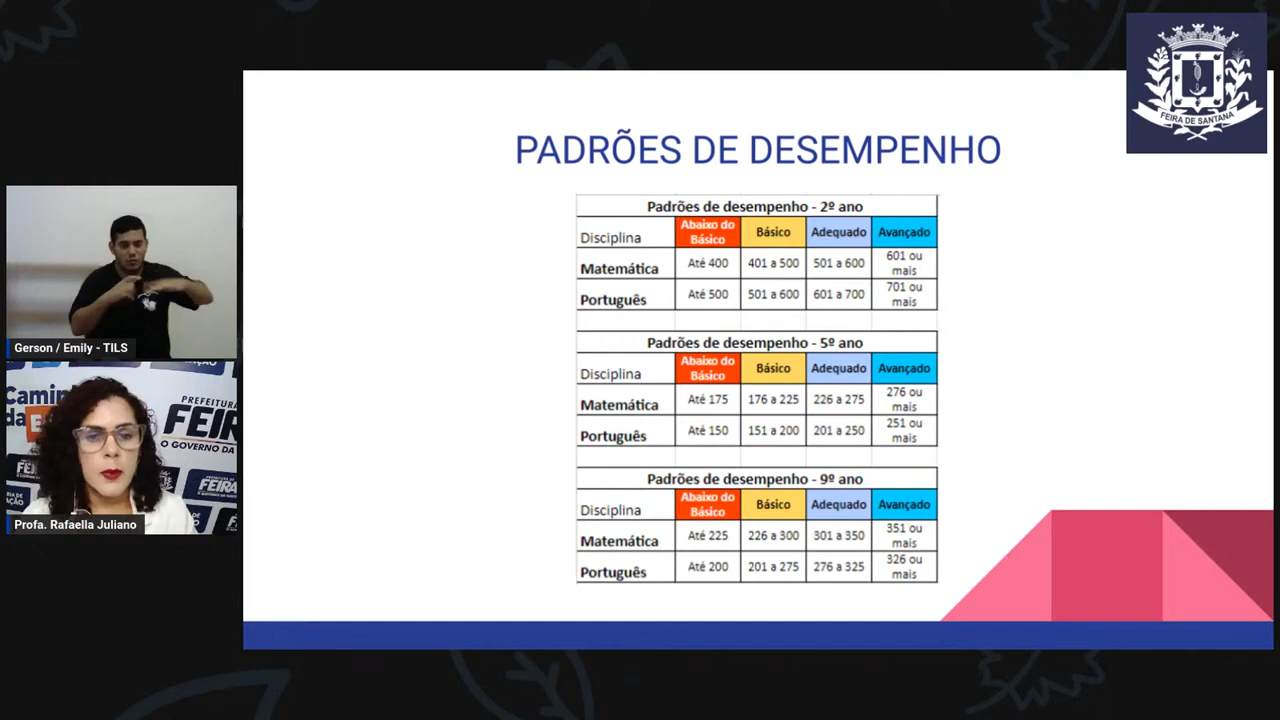 FEIRA DE SANTANA
PADRÕES DE DESEMPENHO
Padrões de desempenho - 2º ano
Disciplina Abaixo do Básico Básico Adequado Avançado
Matemática Até 400 401 a 500 501 a 600 601 ou mais
Português Até 500 501 a 600 601 a 700 701 ou mais
Padrões de desempenho - 5º ano
Disciplina Abaixo do Básico Básico Adequado Avançado
Matemática Até 175 176 a 225 226 a 275 276 ou mais
Português Até 150 151 a 200 201 a 250 251 ou mais
Padrões de desempenho - 9º ano
Disciplina Abaixo do Básico Básico Adequado Avançado
Matemática Até 225 226 a 300 301 a 350 351 ou mais
Português Até 200 201 a 275 276 a 325 326 ou mais
Gerson / Emily - TILS
PREFEITURA
FEIRA
O GOVERNO DA
Profa. Rafaella Juliano